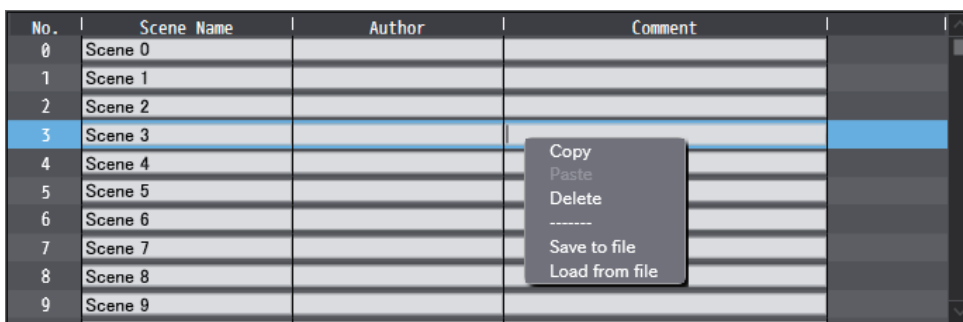 No. Scene Name Author Comment
0 Scene 0
1 Scene 1
2 Scene 2
3 Scene 3
Copy
4 Scene 4
Paste
5 Scene 5
Delete
6 Scene 6
-------
7 Scene 7
Save to file
8 Scene 8
Load from file
9 Scene 9